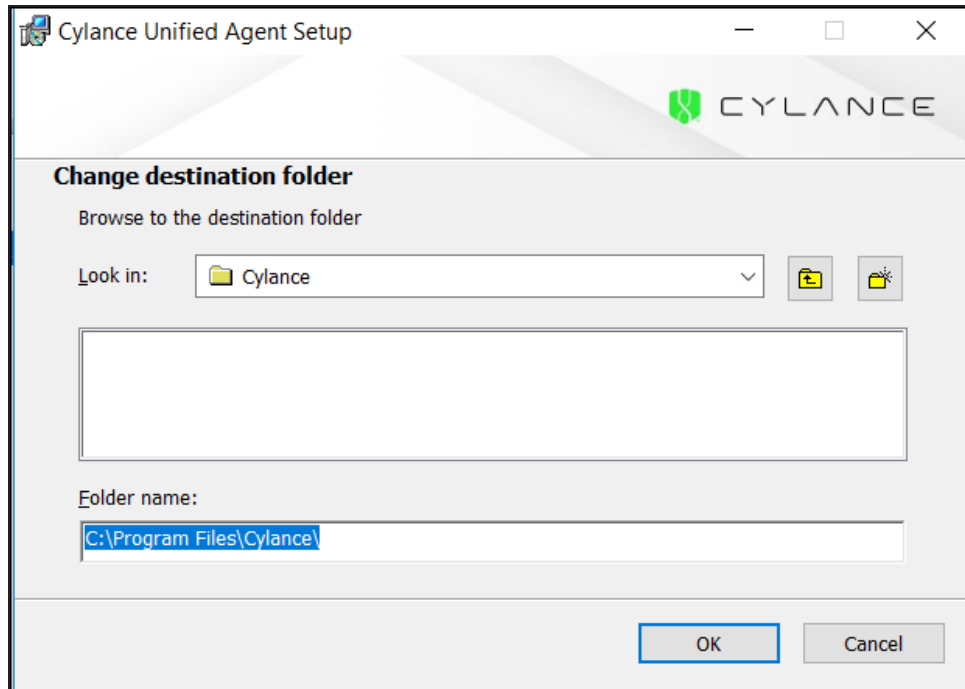 Cylance Unified Agent Setup
CYLANCE
Change destination folder
Browse to the destination folder
Look in:
Cylance
Folder name:
C:\Program Files\Cylance\
OK
Cancel